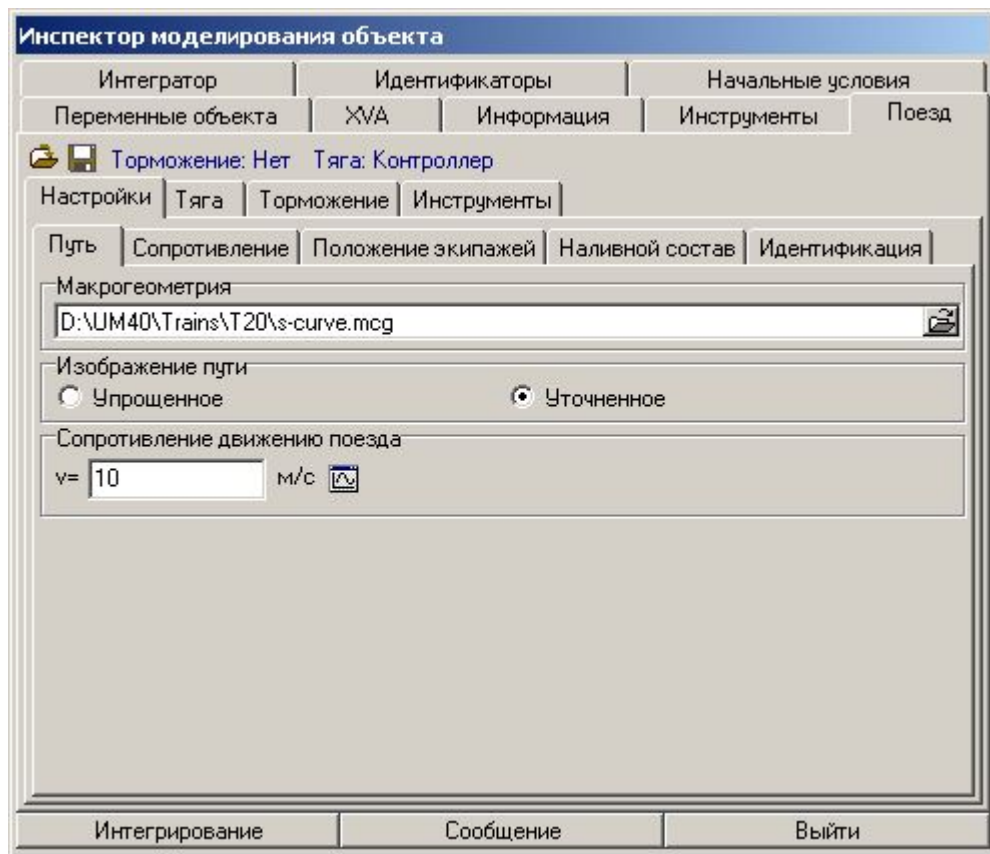 Инспектор моделирования объекта
Интегратор Идентификаторы Начальные условия
Переменные объекта XVA Информация Инструменты Поезд
Торможение: Нет Тяга: Контроллер
Настройки Тяга Торможение Инструменты
Путь Сопротивление Положение экипажей Наливной состав Идентификация
Макрогеометрия
D:\UM40\Trains\T20\s-curve.mcg
Изображение пути
Упрощенное Уточненное
Сопротивление движению поезда
v= 10 м/с
Интегрирование Сообщение Выйти